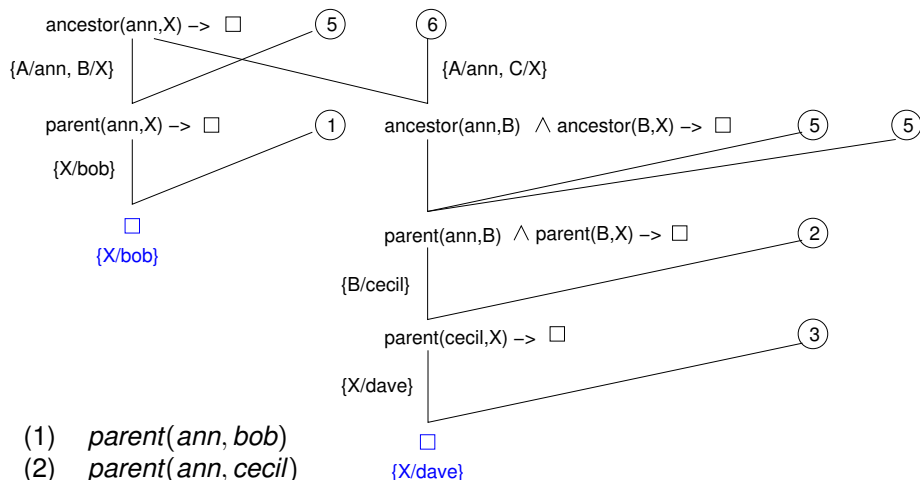 ancestor(ann,X) −> □ 5 6
{A/ann, B/X} {A/ann, C/X}
parent(ann,X) −> □ 1 ancestor(ann,B) ∧ ancestor(B,X) −> □ 5 5
{X/bob}
□
{X/bob}
parent(ann,B) ∧ parent(B,X) −> □ 2
{B/cecil}
parent(cecil,X) −> □ 3
{X/dave}
□
{X/dave}
(1) parent(ann, bob)
(2) parent(ann, cecil)